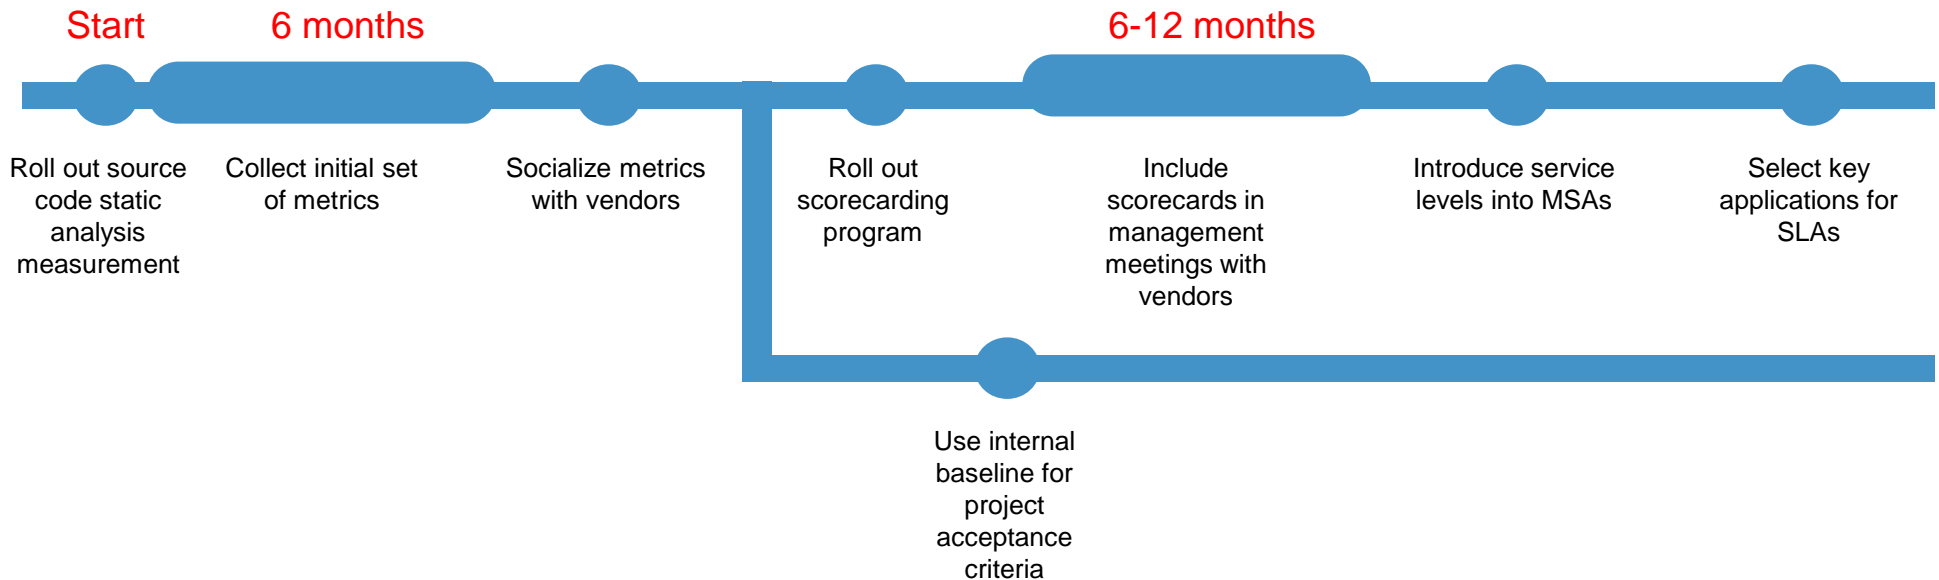 Start
6 months
6-12 months
Roll out source
code static
analysis
measurement
Collect initial set
of metrics
Socialize metrics
with vendors
Roll out
scorecarding
program
Include
scorecards in
management
meetings with
vendors
Introduce service
levels into MSAs
Select key
applications for
SLAs
Use internal
baseline for
project
acceptance
criteria